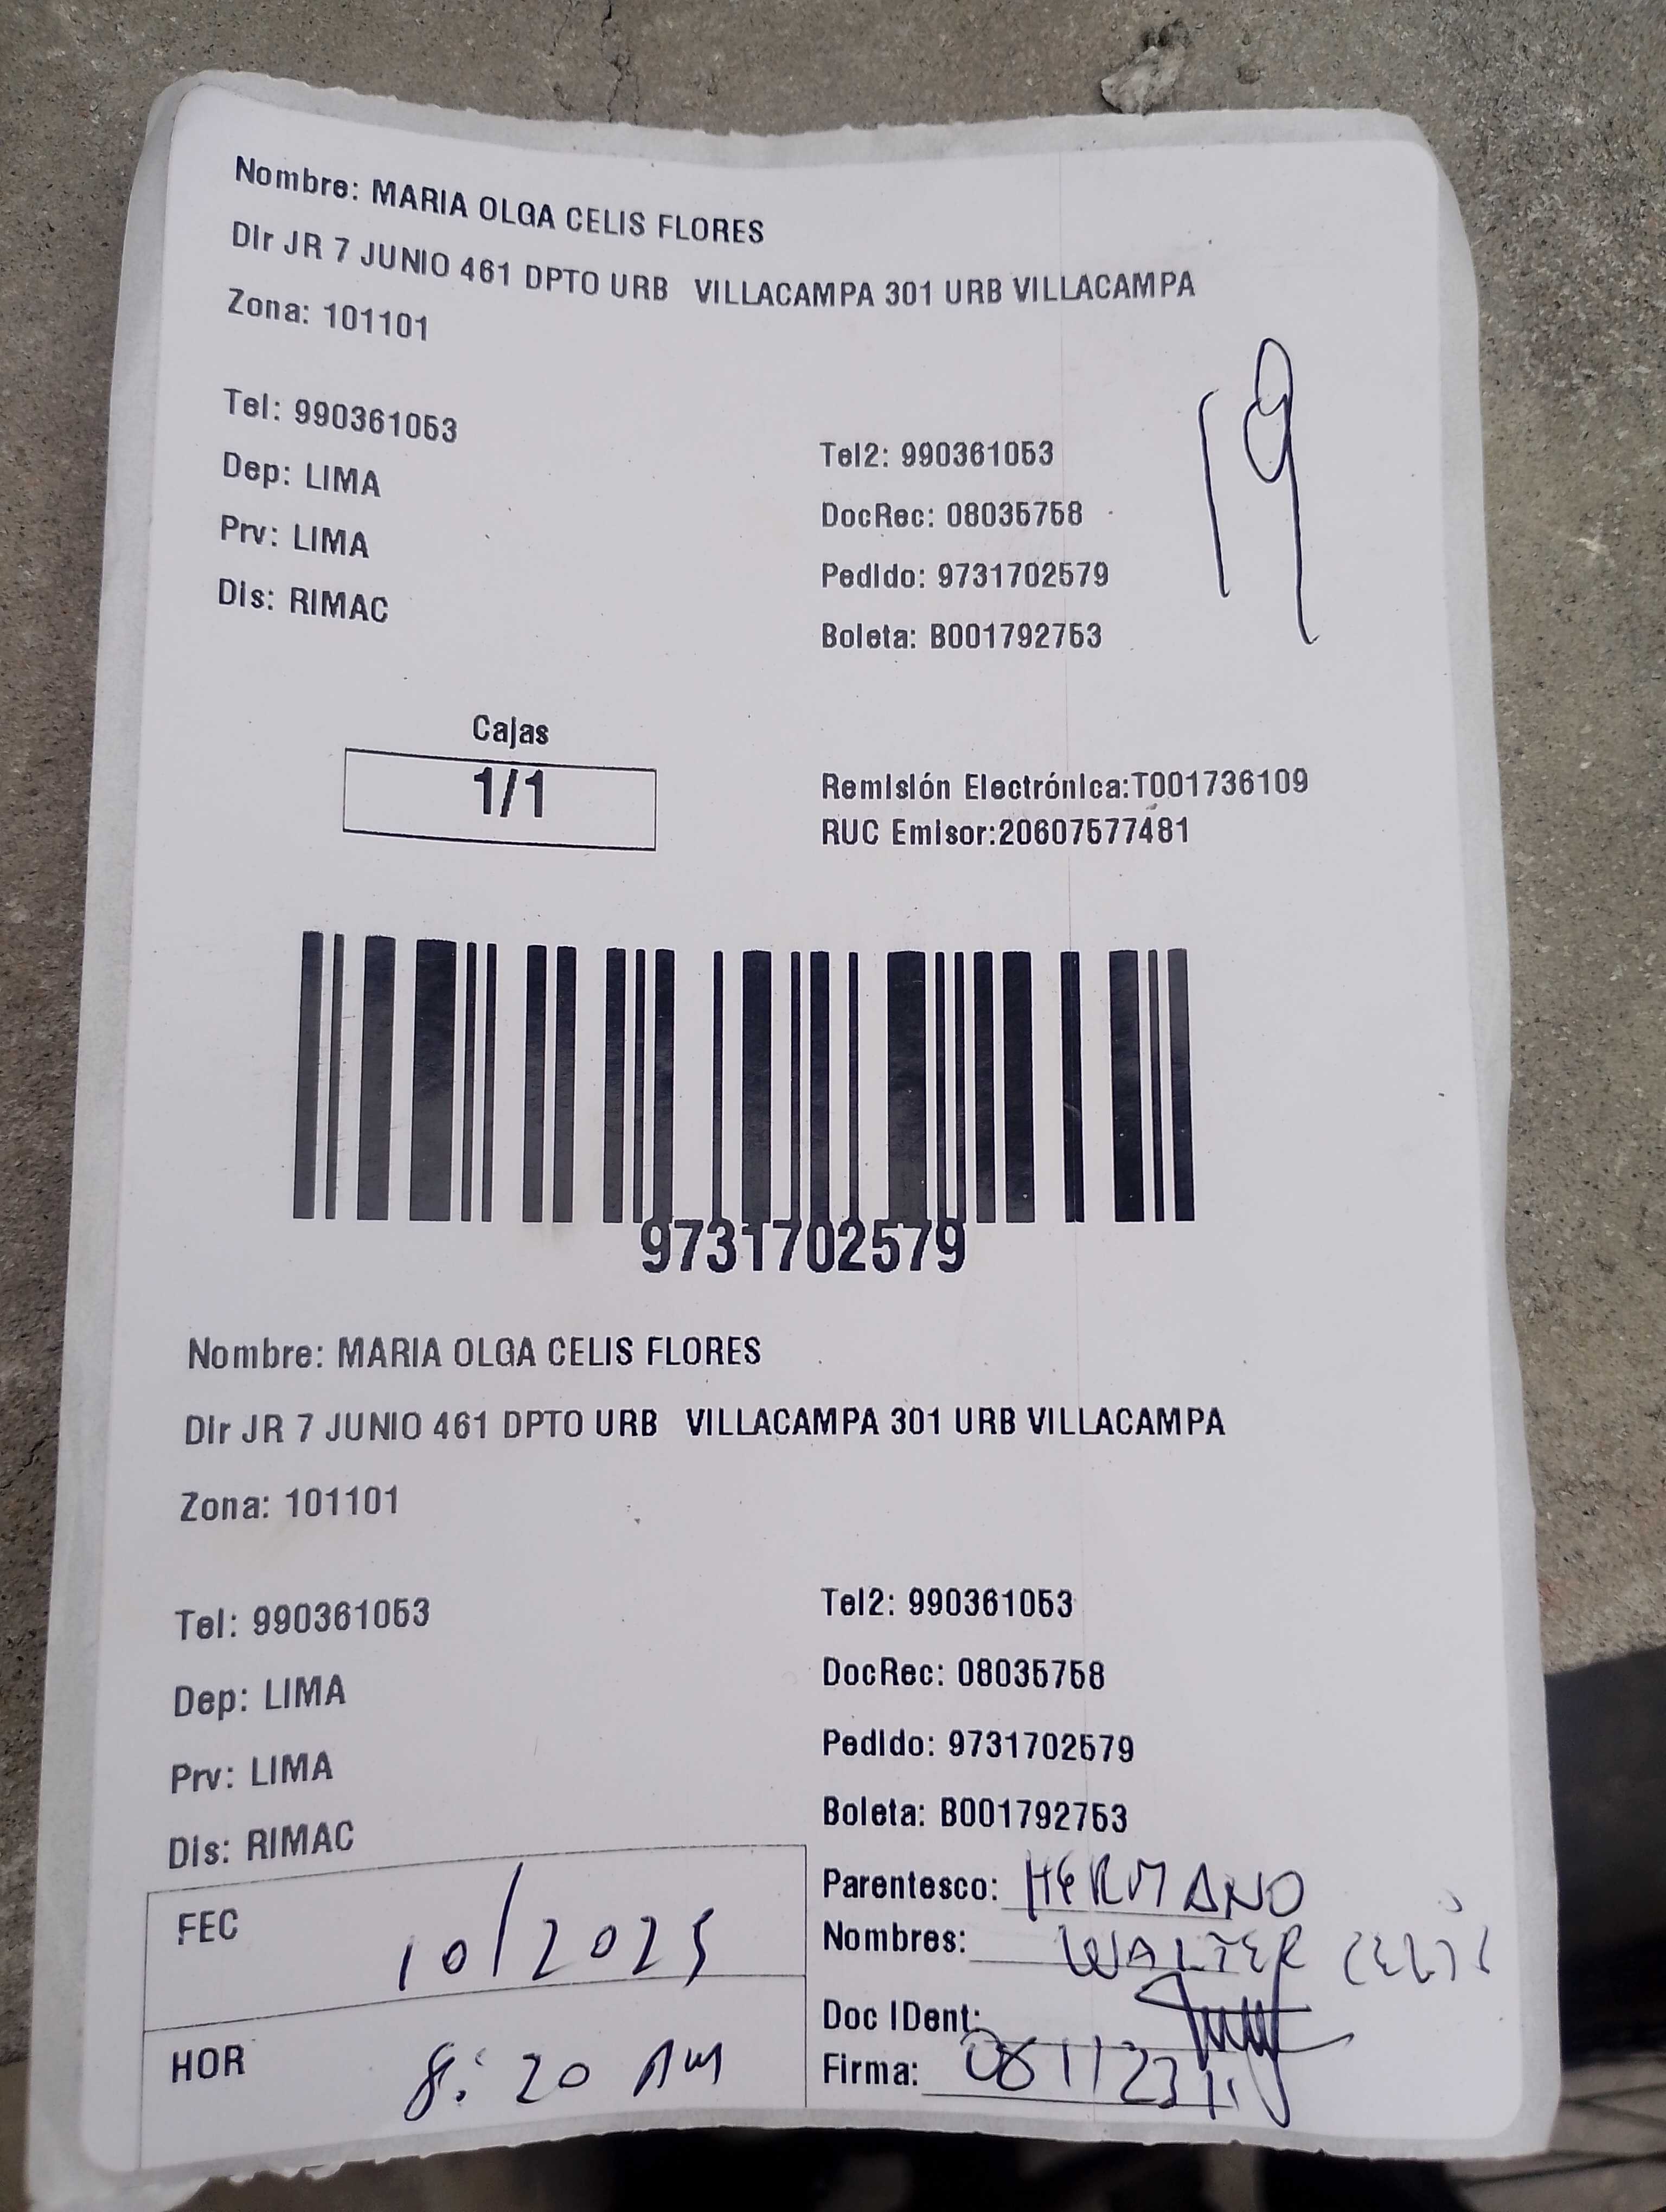 Nombre: MARIA OLGA CELIS FLORES
Dir JR 7 JUNIO 461 DPTO URB VILLACAMPA 301 URB VILLACAMPA
Zona: 101101
19
Tel: 990361053
Tel2: 990361053
Dep: LIMA
DocRec: 08035758
Prv: LIMA
Pedido: 9731702579
Dis: RIMAC
Boleta: B001792753
Cajas
1/1
Remisión Electrónica:T001736109
RUC Emisor:20607577481
9731702579
Nombre: MARIA OLGA CELIS FLORES
Dir JR 7 JUNIO 461 DPTO URB VILLACAMPA 301 URB VILLACAMPA
Zona: 101101
Tel: 990361053
Tel2: 990361053
Dep: LIMA
DocRec: 08035758
Prv: LIMA
Pedido: 9731702579
Dis: RIMAC
Boleta: B001792753
Parentesco: HERMANO
FEC 10/2025
Nombres: WALTER CELIS
Doc IDent:
HOR 8:20 AM
Firma: